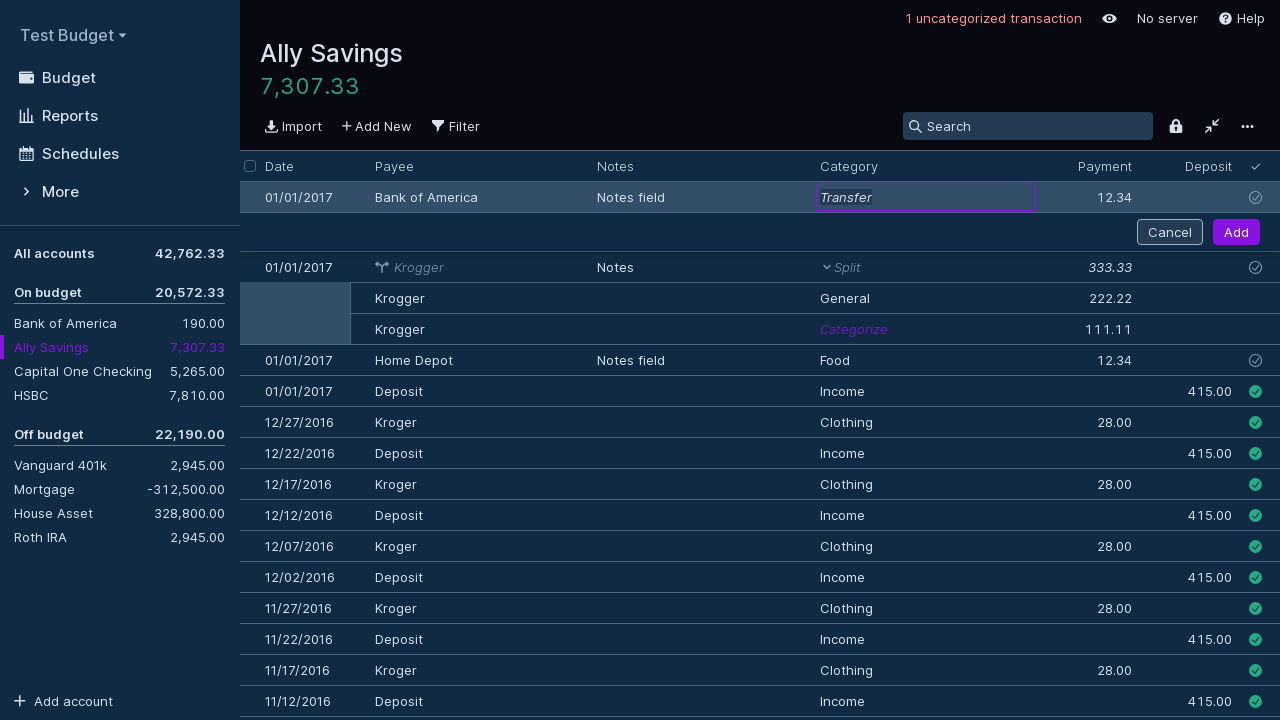 Test Budget
Budget
Reports
Schedules
More
All accounts 42,762.33
On budget 20,572.33
Bank of America 190.00
Ally Savings 7,307.33
Capital One Checking 5,265.00
HSBC 7,810.00
Off budget 22,190.00
Vanguard 401k 2,945.00
Mortgage -312,500.00
House Asset 328,800.00
Roth IRA 2,945.00
Add account
1 uncategorized transaction No server Help
Ally Savings
7,307.33
Import Add New Filter Search
Date Payee Notes Category Payment Deposit
01/01/2017 Bank of America Notes field Transfer 12.34
Cancel Add
01/01/2017 Krogger Notes Split 333.33
Krogger General 222.22
Krogger Categorize 111.11
01/01/2017 Home Depot Notes field Food 12.34
01/01/2017 Deposit Income 415.00
12/27/2016 Kroger Clothing 28.00
12/22/2016 Deposit Income 415.00
12/17/2016 Kroger Clothing 28.00
12/12/2016 Deposit Income 415.00
12/07/2016 Kroger Clothing 28.00
12/02/2016 Deposit Income 415.00
11/27/2016 Kroger Clothing 28.00
11/22/2016 Deposit Income 415.00
11/17/2016 Kroger Clothing 28.00
11/12/2016 Deposit Income 415.00